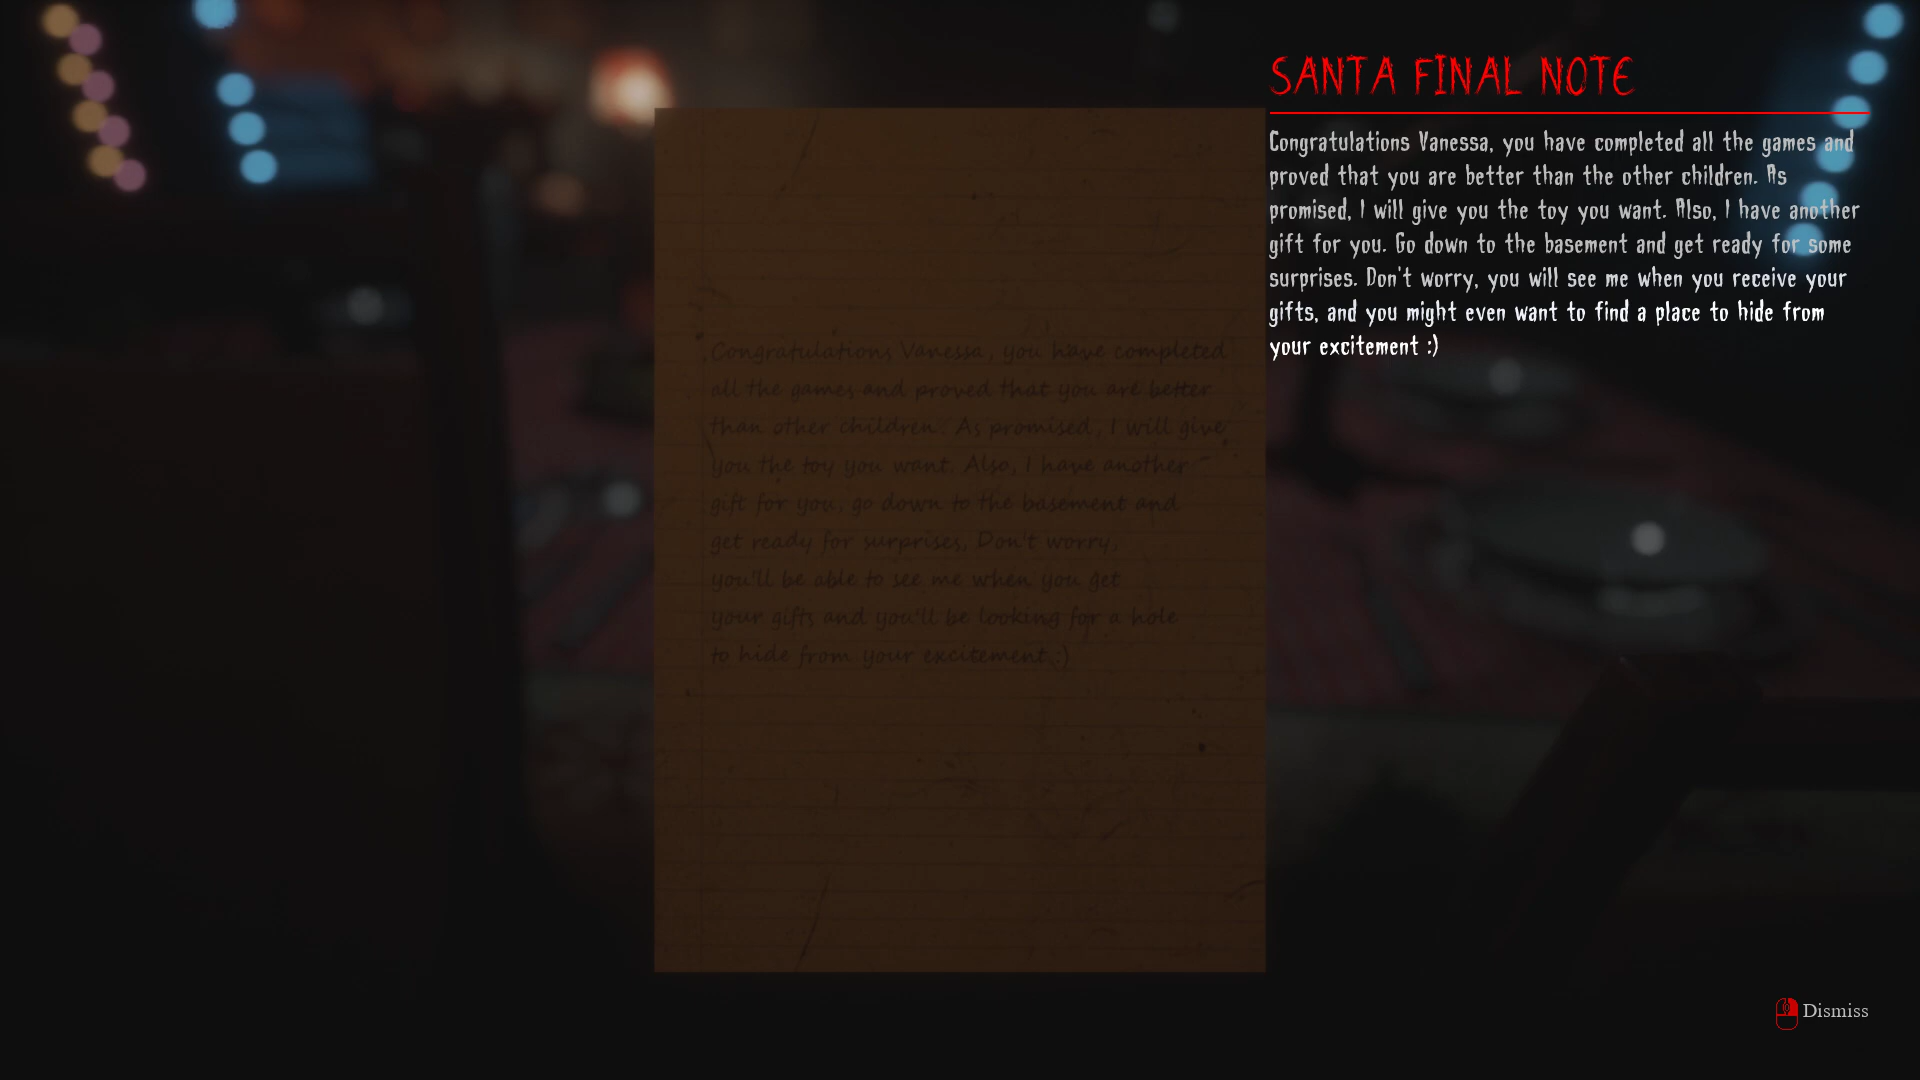 SANTA FINAL NOTE
Congratulations Vanessa, you have completed all the games and
proved that you are better than the other children. As
promised, I will give you the toy you want. Also, I have another
gift for you. Go down to the basement and get ready for some
surprises. Don't worry, you will see me when you receive your
gifts, and you might even want to find a place to hide from
your excitement :)
Congratulations Vanessa, you have completed
all the games and proved that you are better
than other children. As promised, I will give
you the toy you want. Also, I have another
gift for you, go down to the basement and
get ready for surprises, Don't worry,
you'll be able to see me when you get
your gifts and you'll be looking for a hole
to hide from your excitement.:)
Dismiss